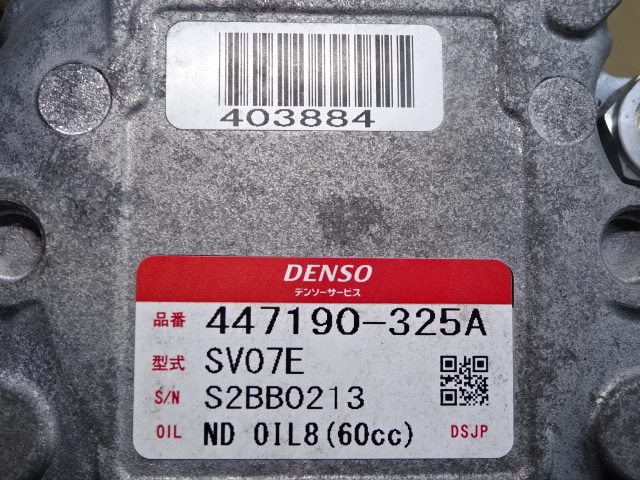 403884
DENSO
デンソーサービス
品番 447190-325A
型式 SV07E
S/N S2BB0213
OIL ND OIL8(60cc) DSJP